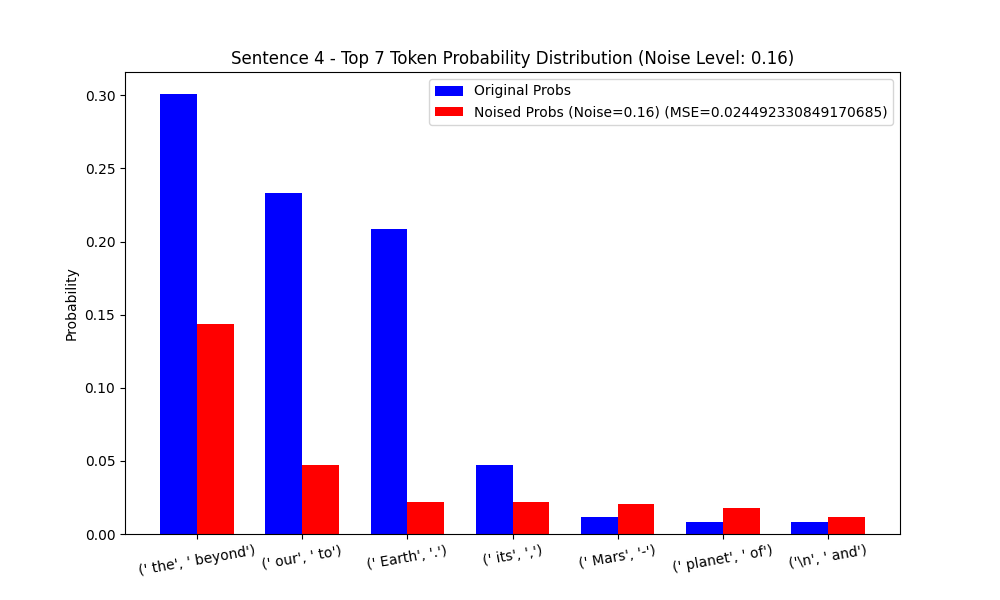 Sentence 4 - Top 7 Token Probability Distribution (Noise Level: 0.16)
Original Probs
Noised Probs (Noise=0.16) (MSE=0.024492330849170685)
Probability
0.30
0.25
0.20
0.15
0.10
0.05
0.00
(' the', ' beyond')
(' our', ' to')
(' Earth', '.')
(' its', ',')
(' Mars', '-')
(' planet', ' of')
('\n', ' and')